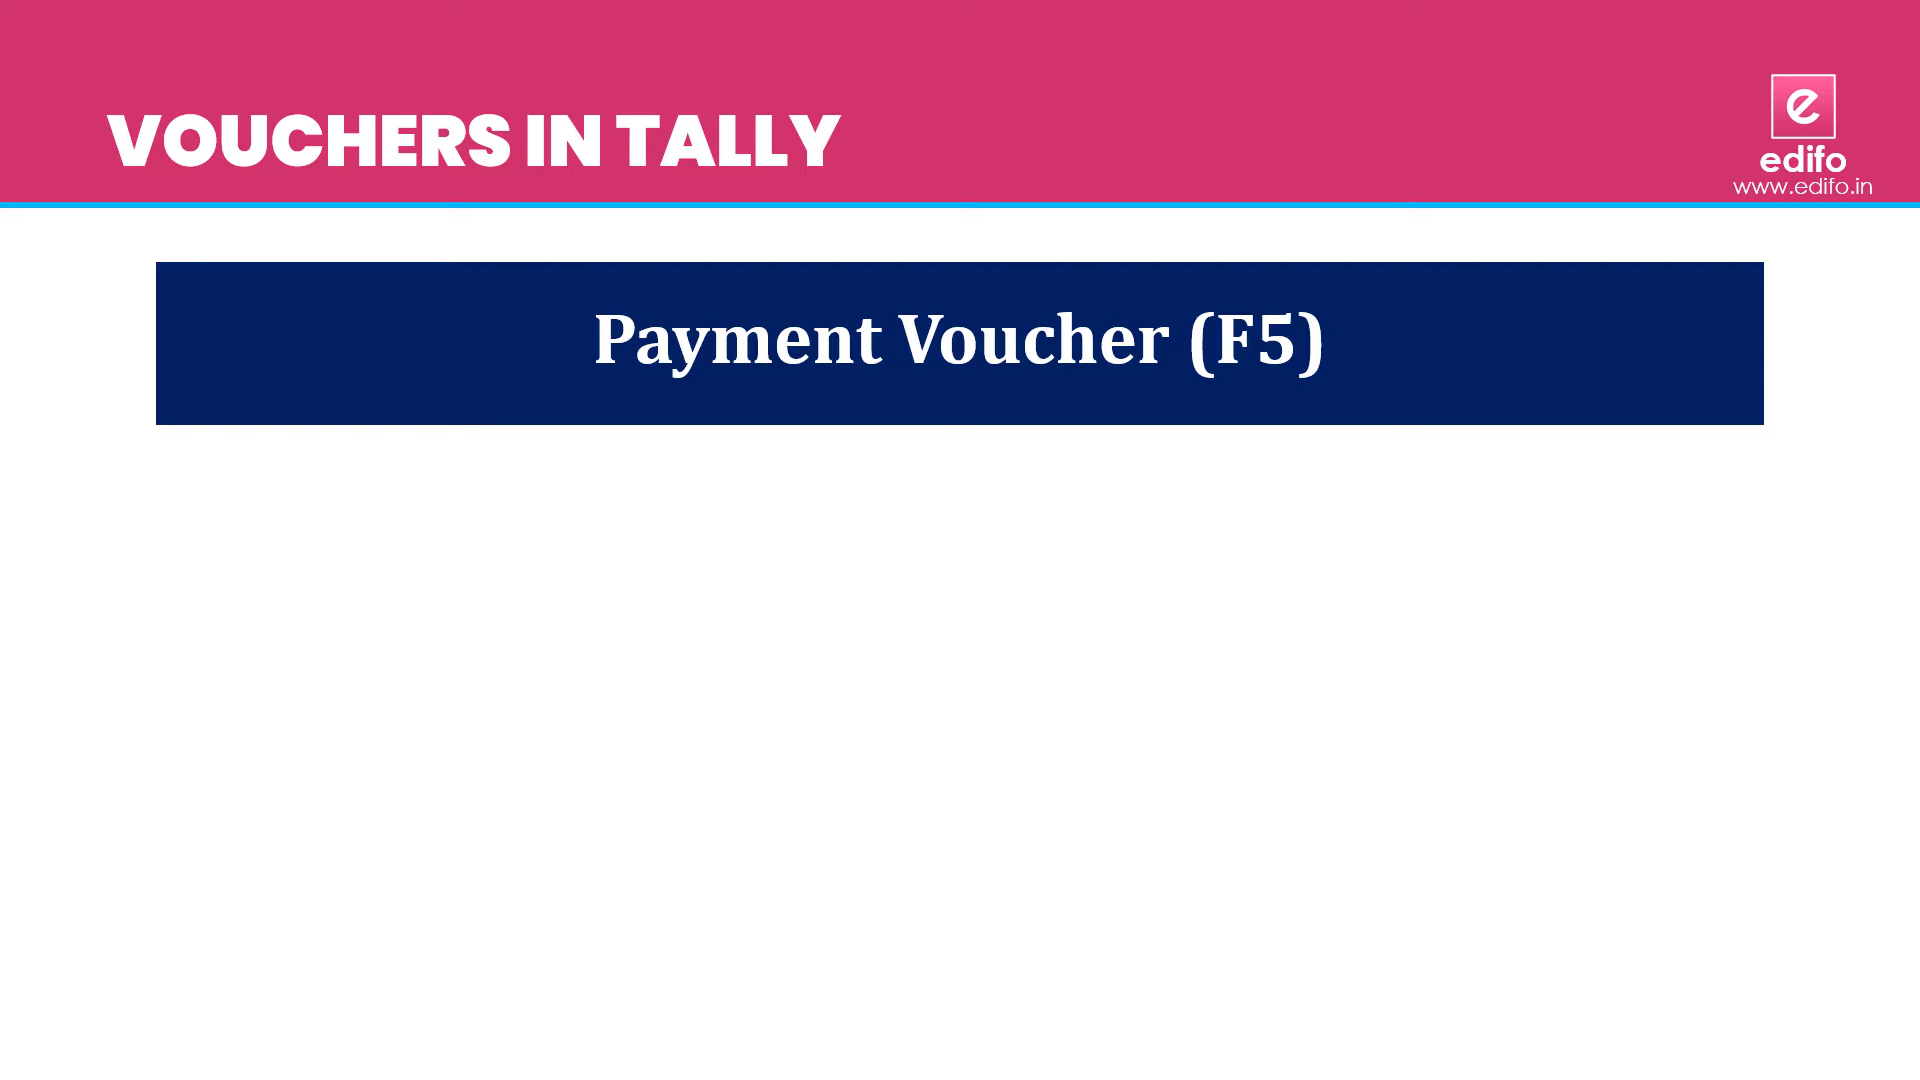 VOUCHERS IN TALLY
e
edifo
www.edifo.in
Payment Voucher (F5)